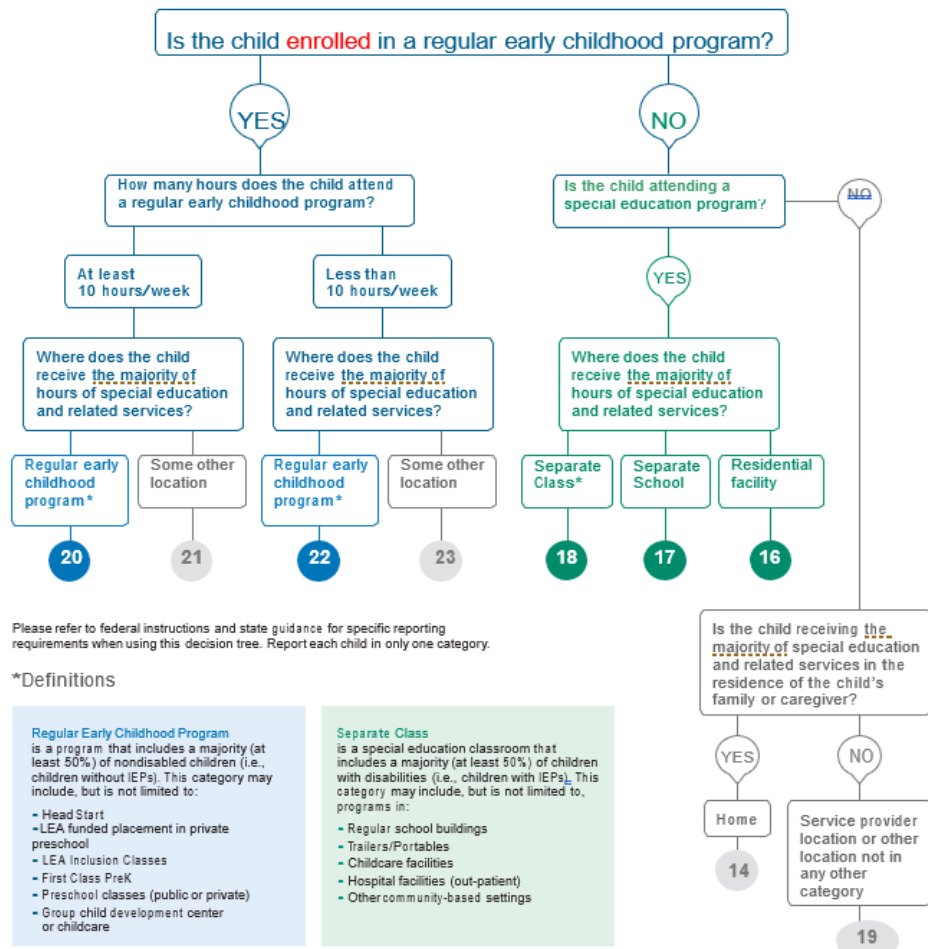 Is the child enrolled in a regular early childhood program?
YES
NO
How many hours does the child attend
a regular early childhood program?
Is the child attending a
special education program?
NO
At least
10 hours/week
Less than
10 hours/week
YES
Where does the child
receive the majority of
hours of special education
and related services?
Where does the child
receive the majority of
hours of special education
and related services?
Where does the child
receive the majority of
hours of special education
and related services?
Regular early
childhood
program*
Some other
location
Regular early
childhood
program*
Some other
location
Separate
Class*
Separate
School
Residential
facility
20
21
22
23
18
17
16
Please refer to federal instructions and state guidance for specific reporting
requirements when using this decision tree. Report each child in only one category.
*Definitions
Regular Early Childhood Program
is a program that includes a majority (at
least 50%) of nondisabled children (i.e.,
children without IEPs). This category may
include, but is not limited to:
- Head Start
-LEA funded placement in private
preschool
- LEA Inclusion Classes
- First Class PreK
- Preschool classes (public or private)
- Group child development center
or childcare
Separate Class
is a special education classroom that
includes a majority (at least 50%) of children
with disabilities (i.e., children with IEPs). This
category may include, but is not limited to,
programs in:
- Regular school buildings
- Trailers/Portables
- Childcare facilities
- Hospital facilities (out-patient)
- Other community-based settings
Is the child receiving the
majority of special education
and related services in the
residence of the child's
family or caregiver?
YES
NO
Home
Service provider
location or other
location not in
any other
category
14
19